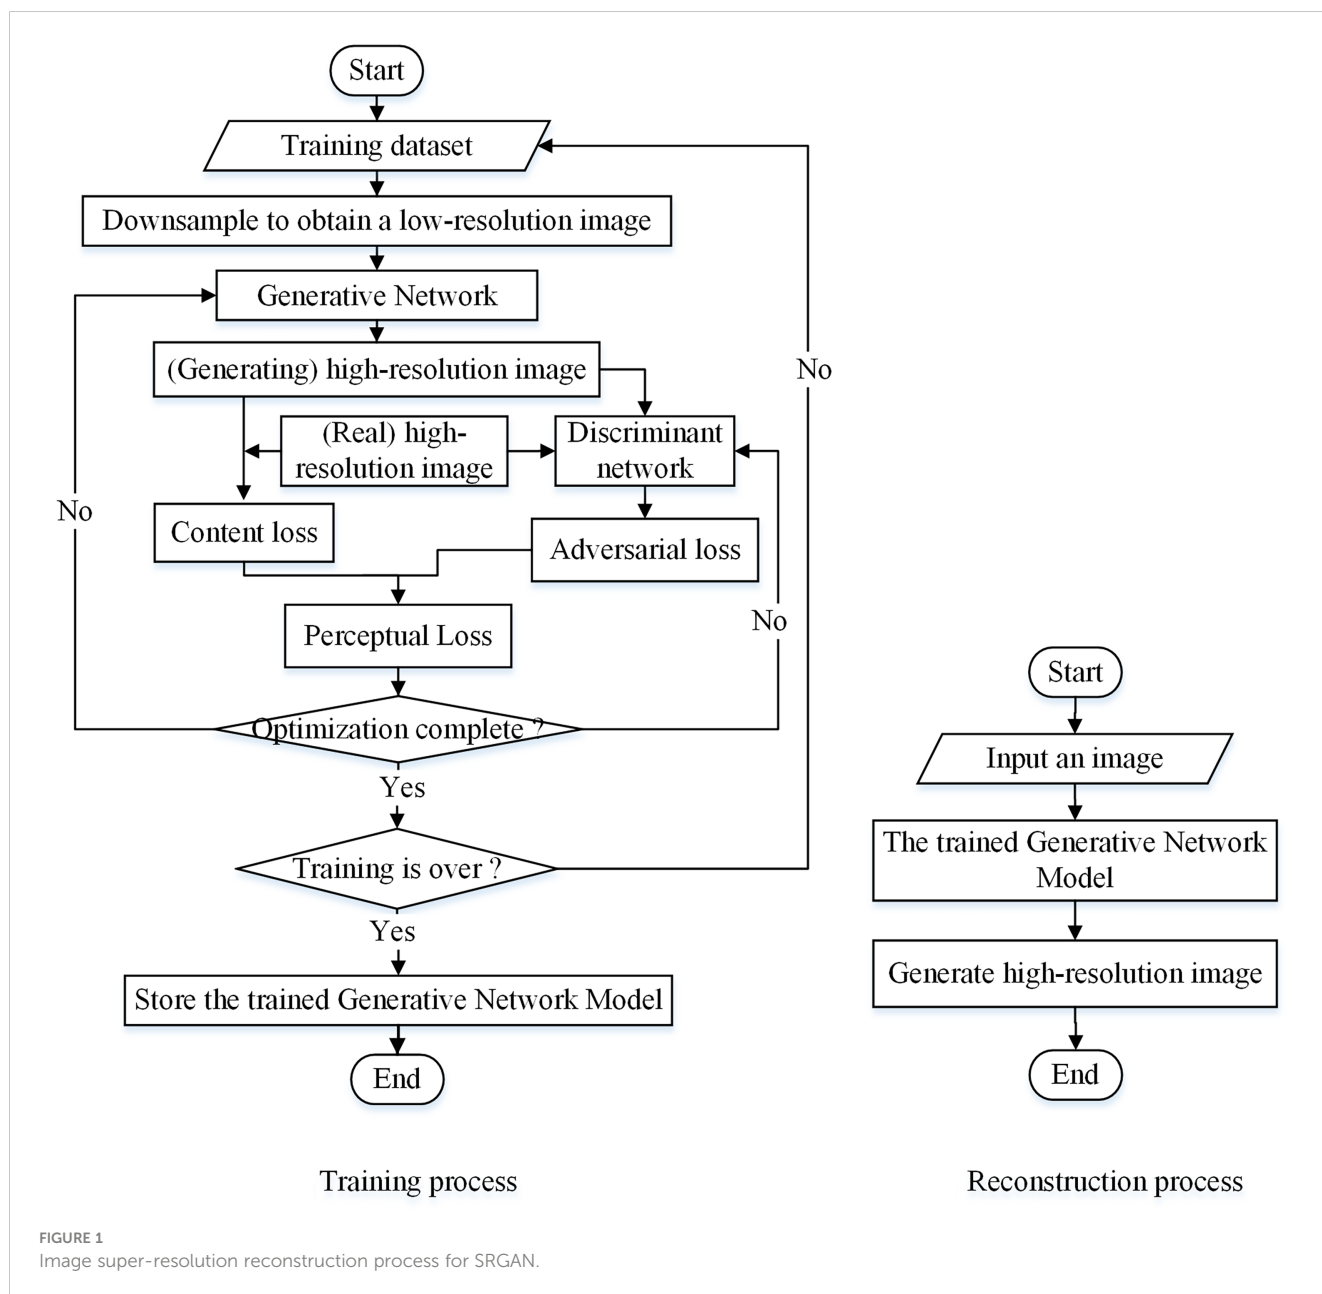 Start
Training dataset
Downsample to obtain a low-resolution image
Generative Network
(Generating) high-resolution image
No
(Real) high-
resolution image
Discriminant
network
No
Content loss
Adversarial loss
No
Perceptual Loss
Optimization complete ?
Yes
Training is over ?
Yes
Store the trained Generative Network Model
End
Training process
Start
Input an image
The trained Generative Network
Model
Generate high-resolution image
End
Reconstruction process
FIGURE 1
Image super-resolution reconstruction process for SRGAN.